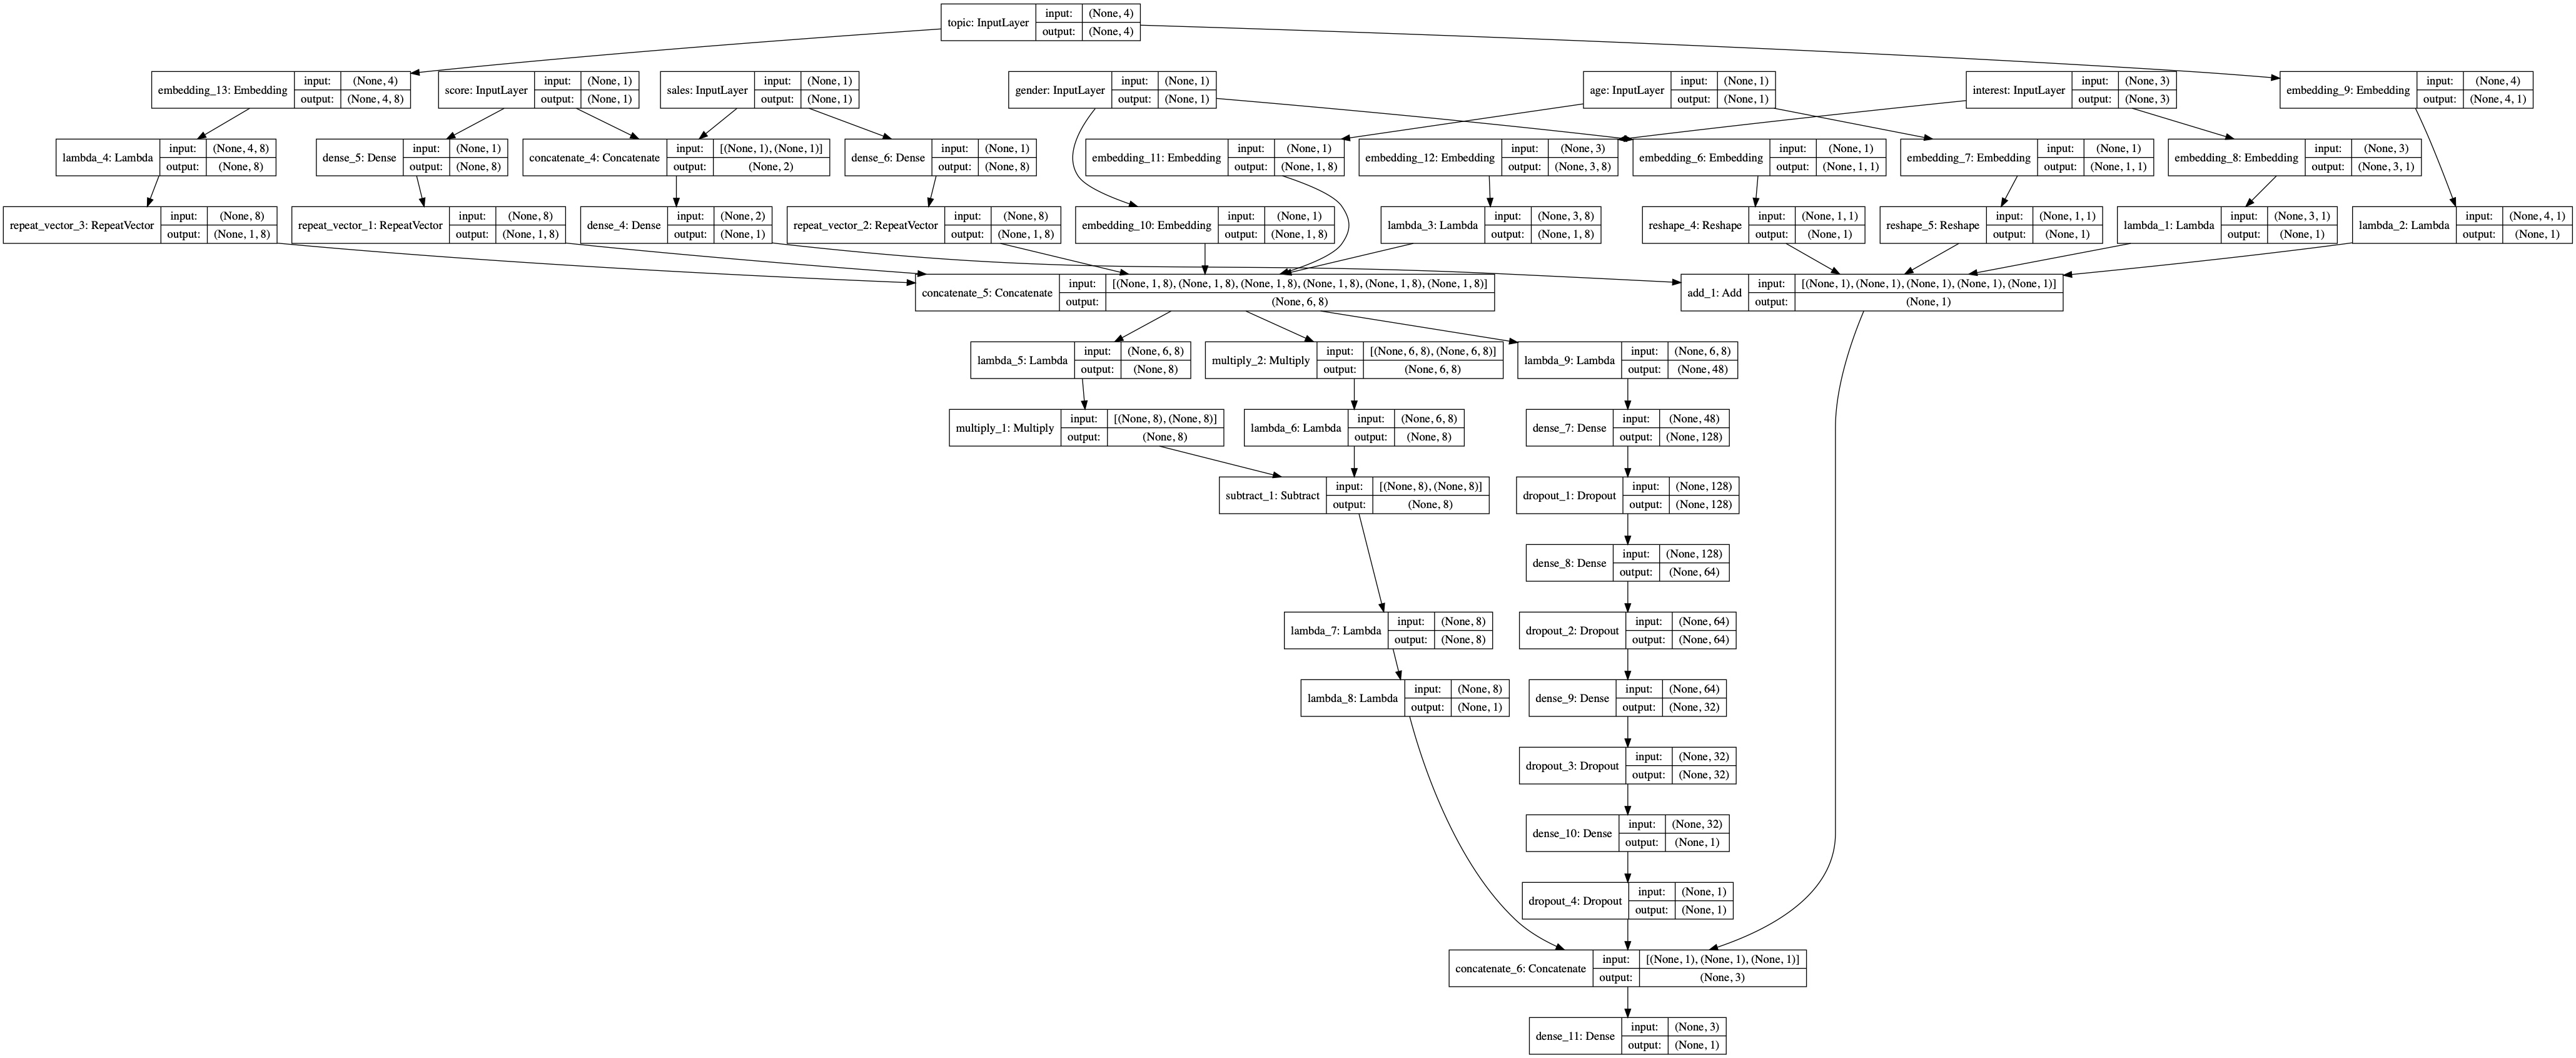 topic: InputLayer input: (None, 4)
output: (None, 4)
embedding_13: Embedding input: (None, 4)
output: (None, 4, 8)
score: InputLayer input: (None, 1)
output: (None, 1)
sales: InputLayer input: (None, 1)
output: (None, 1)
gender: InputLayer input: (None, 1)
output: (None, 1)
age: InputLayer input: (None, 1)
output: (None, 1)
interest: InputLayer input: (None, 3)
output: (None, 3)
embedding_9: Embedding input: (None, 4)
output: (None, 4, 1)
lambda_4: Lambda input: (None, 4, 8)
output: (None, 8)
dense_5: Dense input: (None, 1)
output: (None, 8)
concatenate_4: Concatenate input: [(None, 1), (None, 1)]
output: (None, 2)
dense_6: Dense input: (None, 1)
output: (None, 8)
embedding_11: Embedding input: (None, 1)
output: (None, 1, 8)
embedding_12: Embedding input: (None, 3)
output: (None, 3, 8)
embedding_6: Embedding input: (None, 1)
output: (None, 1, 1)
embedding_7: Embedding input: (None, 1)
output: (None, 1, 1)
embedding_8: Embedding input: (None, 3)
output: (None, 3, 1)
repeat_vector_3: RepeatVector input: (None, 8)
output: (None, 1, 8)
repeat_vector_1: RepeatVector input: (None, 8)
output: (None, 1, 8)
dense_4: Dense input: (None, 2)
output: (None, 1)
repeat_vector_2: RepeatVector input: (None, 8)
output: (None, 1, 8)
embedding_10: Embedding input: (None, 1)
output: (None, 1, 8)
lambda_3: Lambda input: (None, 3, 8)
output: (None, 1, 8)
reshape_4: Reshape input: (None, 1, 1)
output: (None, 1)
reshape_5: Reshape input: (None, 1, 1)
output: (None, 1)
lambda_1: Lambda input: (None, 3, 1)
output: (None, 1)
lambda_2: Lambda input: (None, 4, 1)
output: (None, 1)
concatenate_5: Concatenate input: [(None, 1, 8), (None, 1, 8), (None, 1, 8), (None, 1, 8), (None, 1, 8), (None, 1, 8)]
output: (None, 6, 8)
add_1: Add input: [(None, 1), (None, 1), (None, 1), (None, 1), (None, 1)]
output: (None, 1)
lambda_5: Lambda input: (None, 6, 8)
output: (None, 8)
multiply_2: Multiply input: [(None, 6, 8), (None, 6, 8)]
output: (None, 6, 8)
lambda_9: Lambda input: (None, 6, 8)
output: (None, 48)
multiply_1: Multiply input: [(None, 8), (None, 8)]
output: (None, 8)
lambda_6: Lambda input: (None, 6, 8)
output: (None, 8)
dense_7: Dense input: (None, 48)
output: (None, 128)
subtract_1: Subtract input: [(None, 8), (None, 8)]
output: (None, 8)
dropout_1: Dropout input: (None, 128)
output: (None, 128)
dense_8: Dense input: (None, 128)
output: (None, 64)
lambda_7: Lambda input: (None, 8)
output: (None, 8)
dropout_2: Dropout input: (None, 64)
output: (None, 64)
lambda_8: Lambda input: (None, 8)
output: (None, 1)
dense_9: Dense input: (None, 64)
output: (None, 32)
dropout_3: Dropout input: (None, 32)
output: (None, 32)
dense_10: Dense input: (None, 32)
output: (None, 1)
dropout_4: Dropout input: (None, 1)
output: (None, 1)
concatenate_6: Concatenate input: [(None, 1), (None, 1), (None, 1)]
output: (None, 3)
dense_11: Dense input: (None, 3)
output: (None, 1)